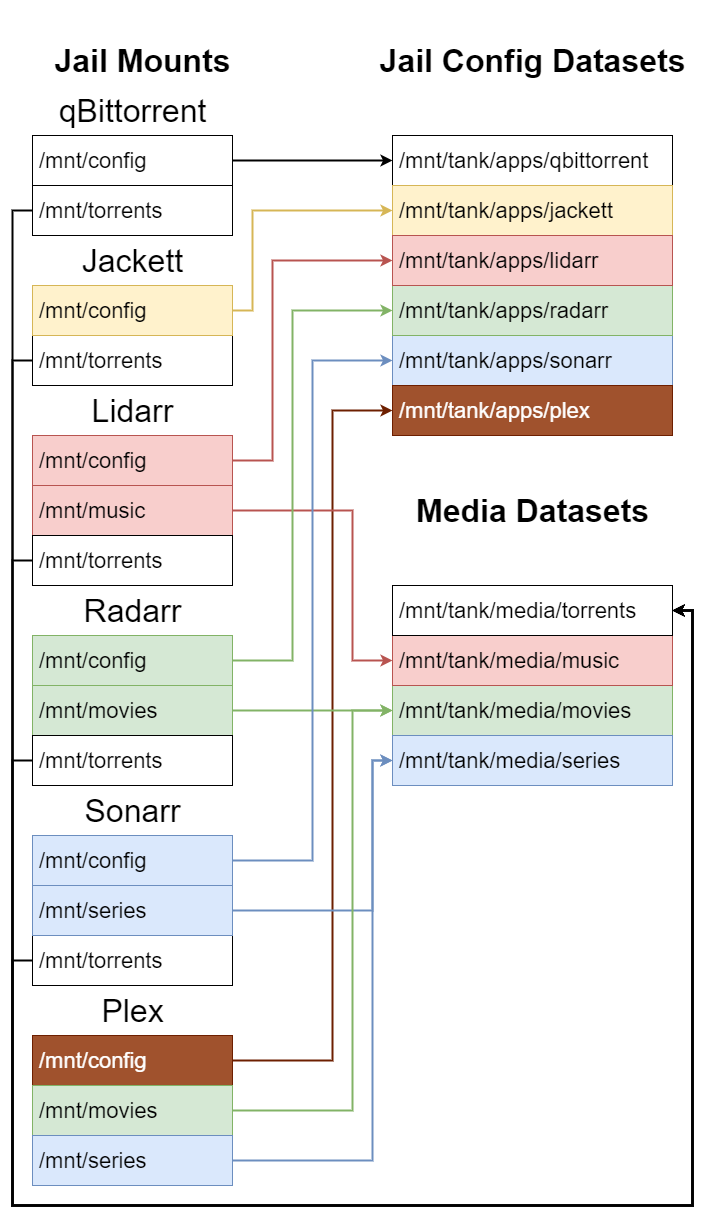 Jail Mounts
qBittorrent
/mnt/config
/mnt/torrents
Jackett
/mnt/config
/mnt/torrents
Lidarr
/mnt/config
/mnt/music
/mnt/torrents
Radarr
/mnt/config
/mnt/movies
/mnt/torrents
Sonarr
/mnt/config
/mnt/series
/mnt/torrents
Plex
/mnt/config
/mnt/movies
/mnt/series
Jail Config Datasets
/mnt/tank/apps/qbittorrent
/mnt/tank/apps/jackett
/mnt/tank/apps/lidarr
/mnt/tank/apps/radarr
/mnt/tank/apps/sonarr
/mnt/tank/apps/plex
Media Datasets
/mnt/tank/media/torrents
/mnt/tank/media/music
/mnt/tank/media/movies
/mnt/tank/media/series